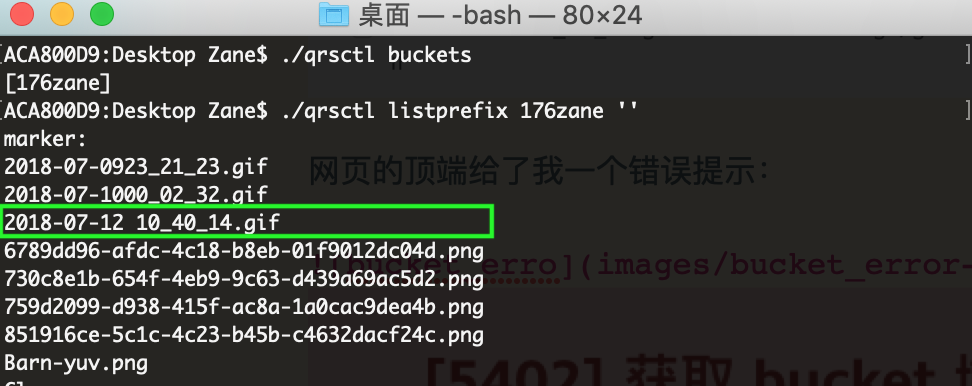 桌面 — -bash — 80×24
[ACA800D9:Desktop Zane$ ./qrsctl buckets ]
[176zane]
[ACA800D9:Desktop Zane$ ./qrsctl listprefix 176zane '' ]
marker:
2018-07-0923_21_23.gif
网页的顶端给了我一个错误提示：
2018-07-1000_02_32.gif
2018-07-12 10_40_14.gif
6789dd96-afdc-4c18-b8eb-01f9012dc04d.png
![bucket_erro](images/bucket_error-
730c8e1b-654f-4eb9-9c63-d439a69ac5d2.png
759d2099-d938-415f-ac8a-1a0cac9dea4b.png
851916ce-5c1c-4c23-b45b-c4632dacf24c.png
Barn-yuv.png
[5402] 获取 bucket